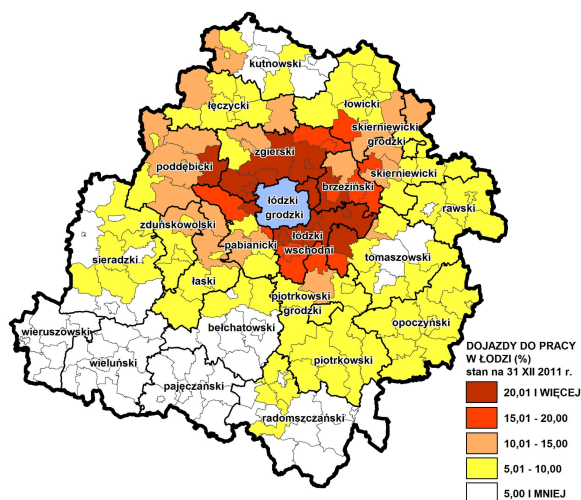 kutnowski
łęczycki
łowicki
skierniewicki
grodzki
zgierski
poddębicki
skierniewicki
brzeziński
łódzki
grodzki
rawski
zduńskowolski
łódzki
wschodni
pabianicki
sieradzki
tomaszowski
łaski
piotrkowski
grodzki
opoczyński
bełchatowski
wieruszowski
piotrkowski
wieluński
pajęczański
radomszczański
DOJAZDY DO PRACY
W ŁODZI (%)
stan na 31 XII 2011 r.
20,01 I WIĘCEJ
15,01 - 20,00
10,01 - 15,00
5,01 - 10,00
5,00 I MNIEJ